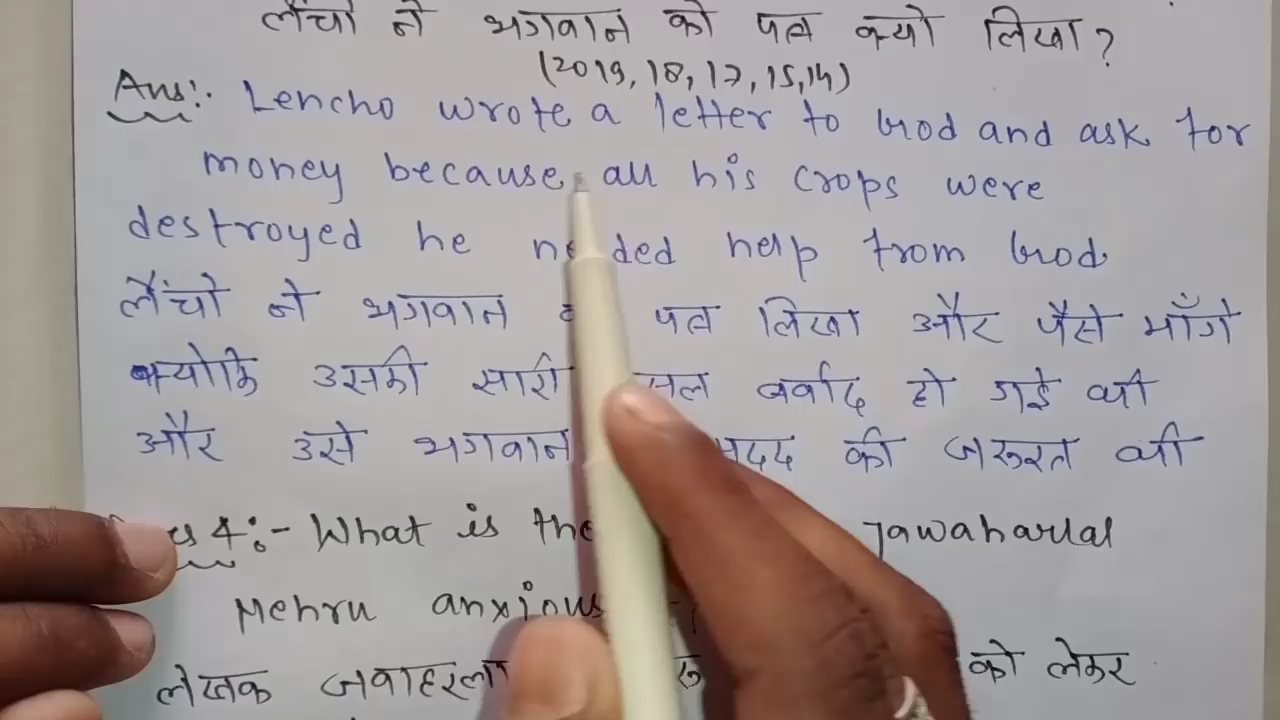 लेंचो ने भगवान को पत्र क्यो लिखा?
(2019, 18, 17, 15, 14)
Ans:- Lencho wrote a letter to God and ask for
money because all his crops were
destroyed he needed help from God
लेंचो ने भगवान पत्र लिखा और पैसे माँगे
क्योकि उसकी सारी बर्वाद हो गई थी
और उसे भगवान मदद की जरूरत थी
4:- What is the Jawaharlal
Nehru anxious ?
लेखक को लेकर